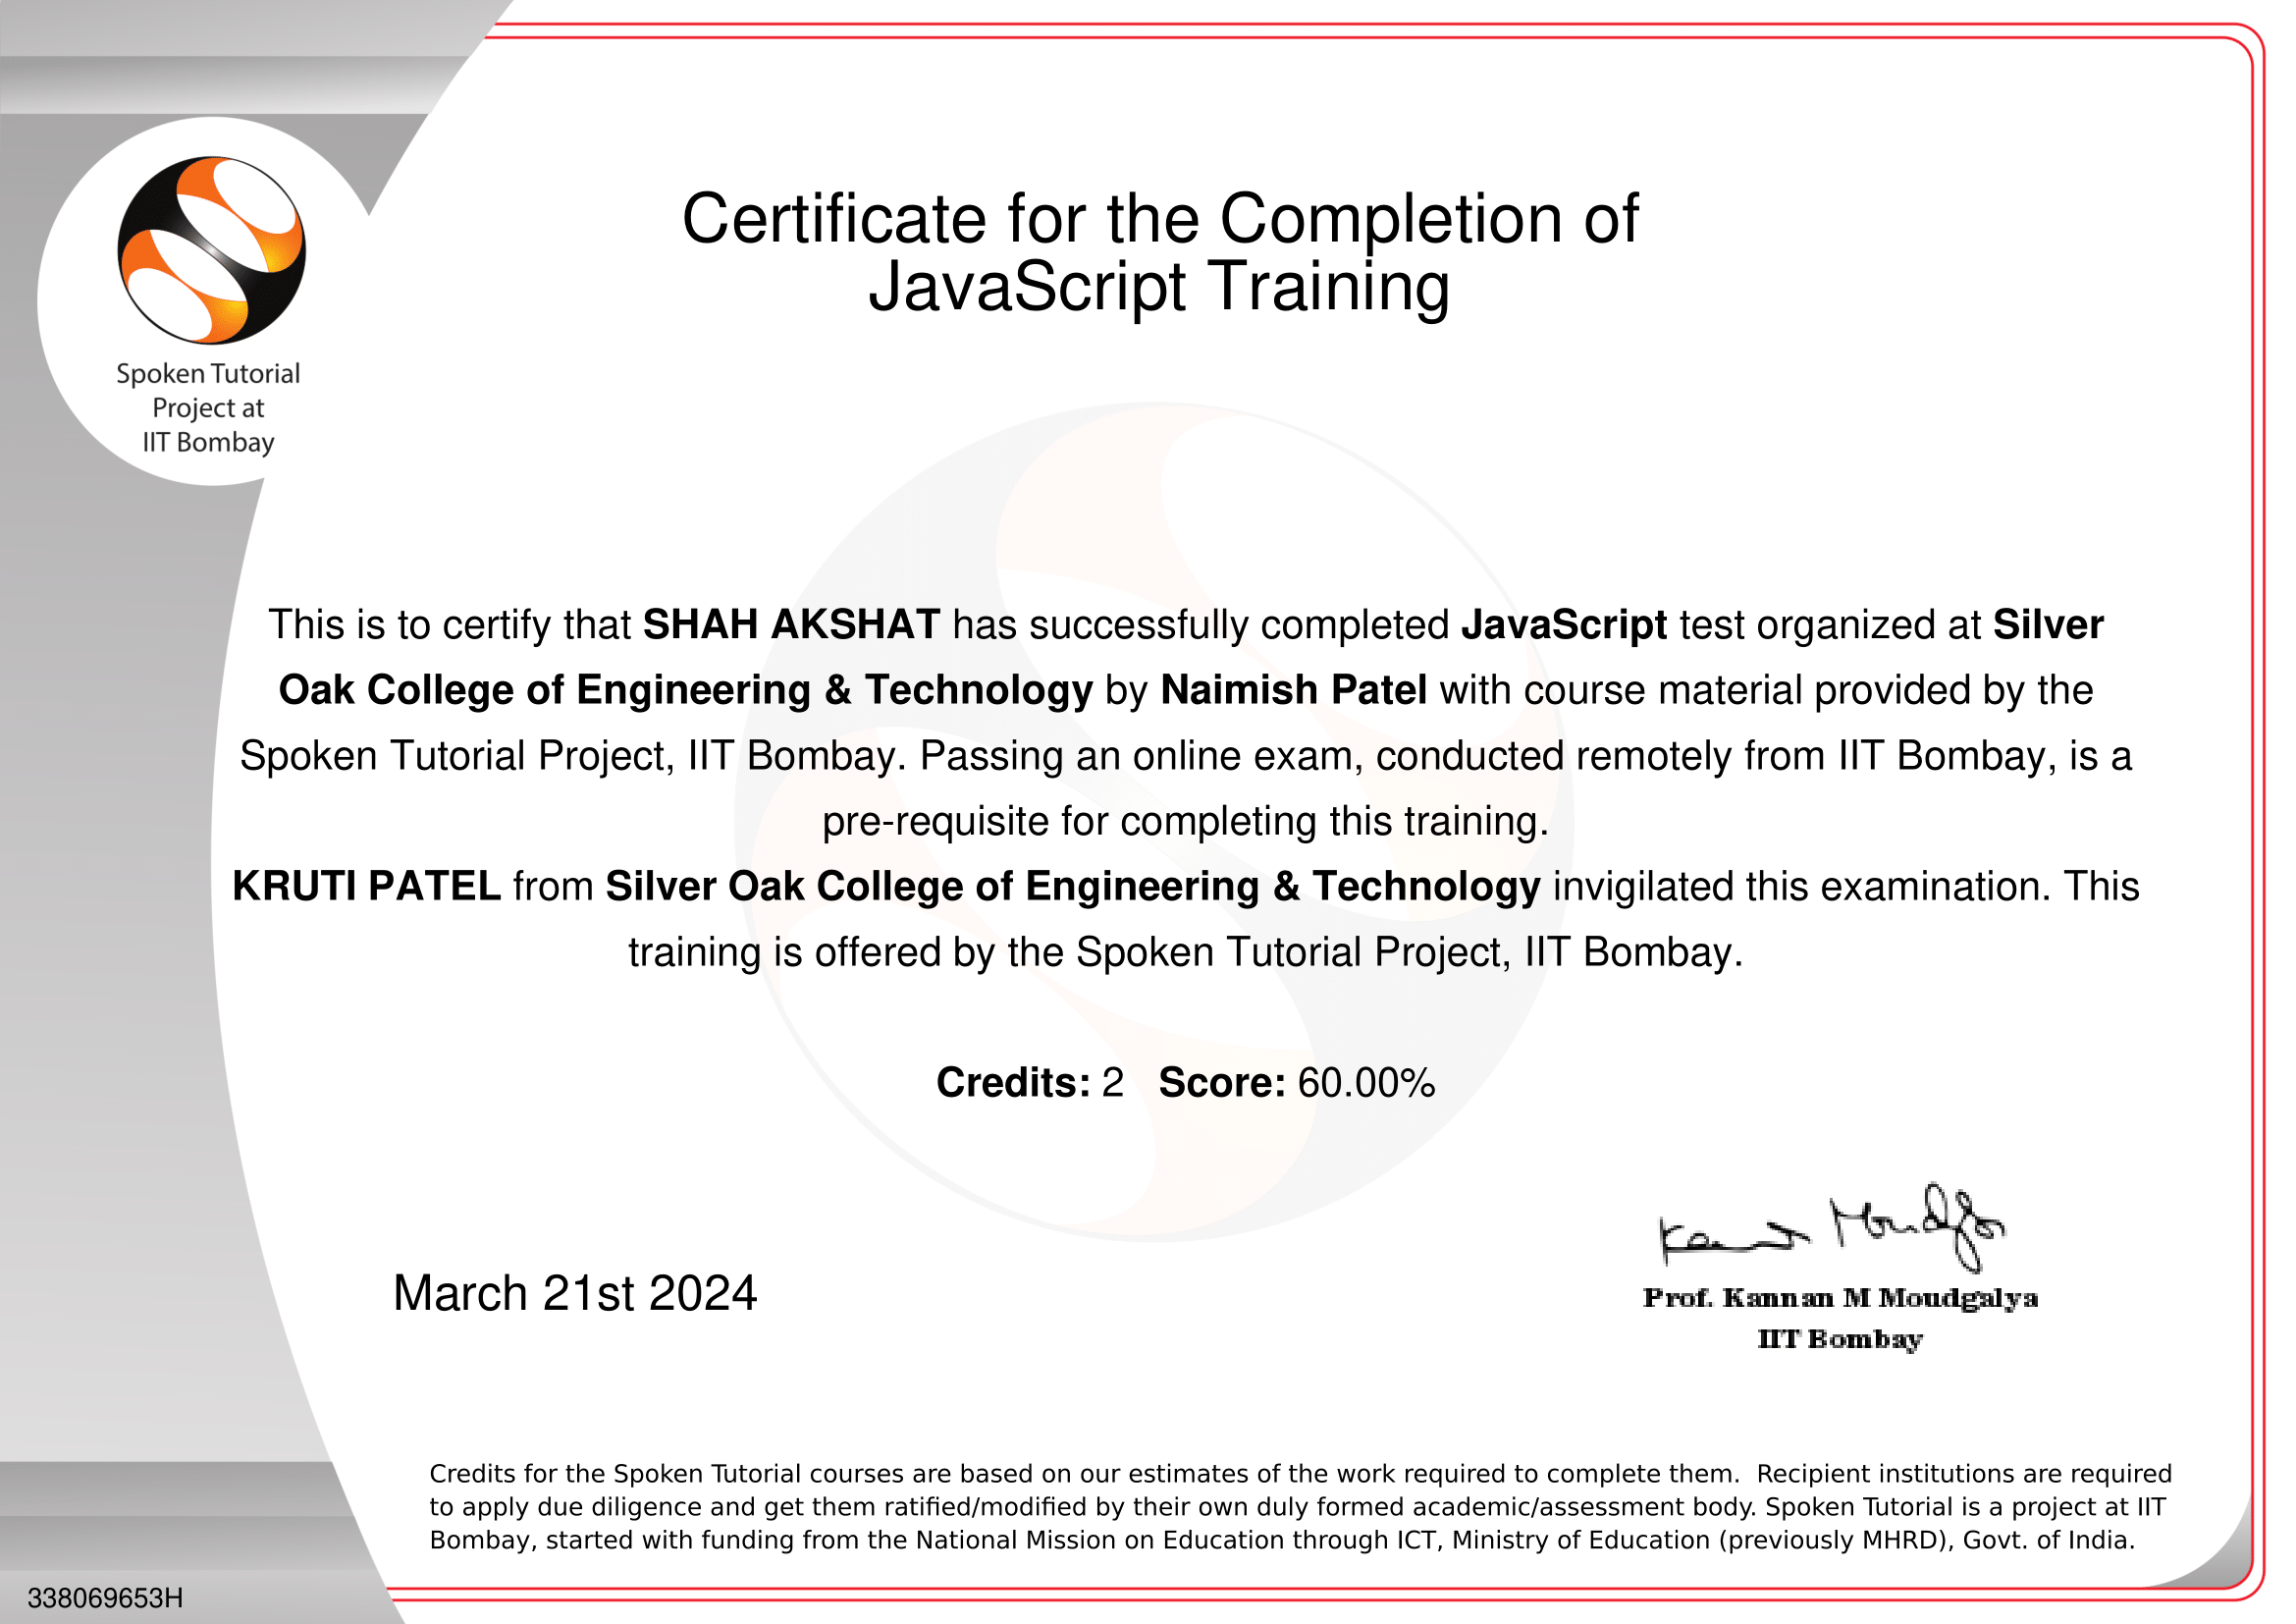 Certificate for the Completion of
JavaScript Training
Spoken Tutorial
Project at
IIT Bombay
This is to certify that SHAH AKSHAT has successfully completed JavaScript test organized at Silver
Oak College of Engineering & Technology by Naimish Patel with course material provided by the
Spoken Tutorial Project, IIT Bombay. Passing an online exam, conducted remotely from IIT Bombay, is a
pre-requisite for completing this training.
KRUTI PATEL from Silver Oak College of Engineering & Technology invigilated this examination. This
training is offered by the Spoken Tutorial Project, IIT Bombay.
Credits: 2 Score: 60.00%
March 21st 2024
Prof. Kannan M Moudgalya
IIT Bombay
Credits for the Spoken Tutorial courses are based on our estimates of the work required to complete them. Recipient institutions are required
to apply due diligence and get them ratified/modified by their own duly formed academic/assessment body. Spoken Tutorial is a project at IIT
Bombay, started with funding from the National Mission on Education through ICT, Ministry of Education (previously MHRD), Govt. of India.
338069653H